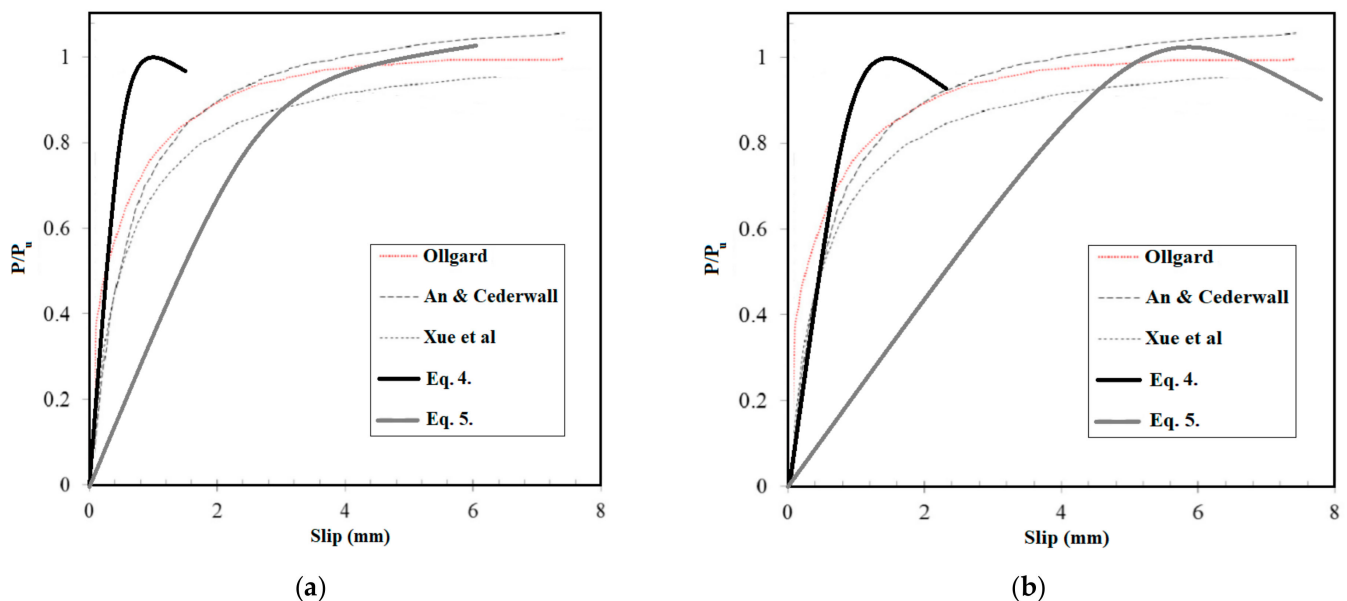 1
0.8
0.6
0.4
0.2
0
P/Pu
0
2
4
6
8
Slip (mm)
Ollgard
An & Cederwall
Xue et al
Eq. 4.
Eq. 5.
(a)
1
0.8
0.6
0.4
0.2
0
P/Pu
0
2
4
6
8
Slip (mm)
Ollgard
An & Cederwall
Xue et al
Eq. 4.
Eq. 5.
(b)